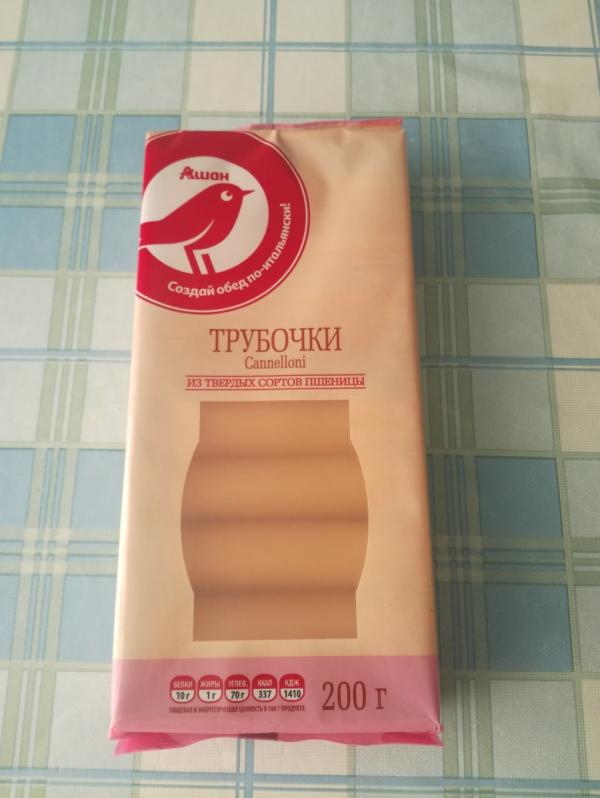 Ашан
Создай обед по-итальянски!
ТРУБОЧКИ
Cannelloni
ИЗ ТВЕРДЫХ СОРТОВ ПШЕНИЦЫ
БЕЛКИ ЖИРЫ УГЛЕВ. ККАЛ КДЖ
10 г 1 г 70 г 337 1410
ПИЩЕВАЯ И ЭНЕРГЕТИЧЕСКАЯ ЦЕННОСТЬ В 100 Г ПРОДУКТА
200 г